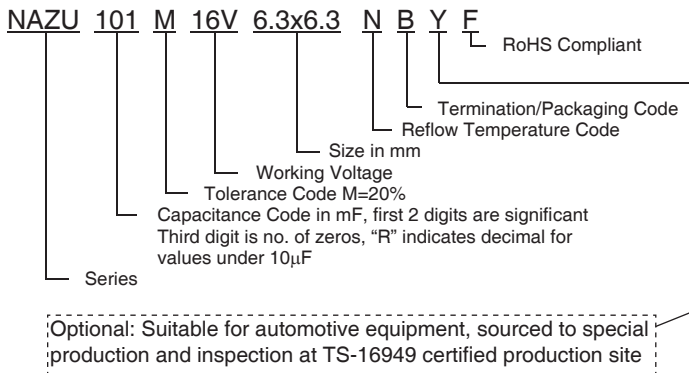 NAZU 101 M 16V 6.3x6.3 N B Y F
RoHS Compliant
Termination/Packaging Code
Reflow Temperature Code
Size in mm
Working Voltage
Tolerance Code M=20%
Capacitance Code in mF, first 2 digits are significant
Third digit is no. of zeros, “R” indicates decimal for
values under 10μF
Series
Optional: Suitable for automotive equipment, sourced to special
production and inspection at TS-16949 certified production site